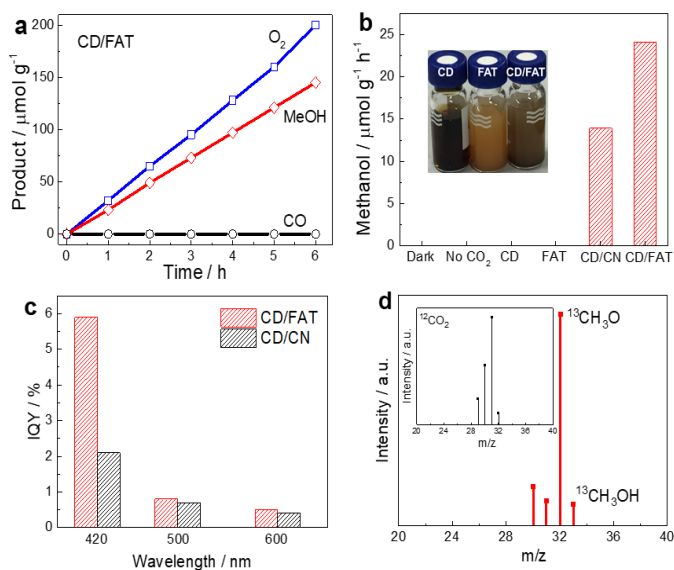 a
CD/FAT
O2
MeOH
CO
Product / μmol g⁻¹
200
150
100
50
0
0 1 2 3 4 5 6
Time / h
b
CD FAT CD/FAT
Methanol / μmol g⁻¹ h⁻¹
30
25
20
15
10
5
0
Dark No CO₂ CD FAT CD/CN CD/FAT
c
CD/FAT
CD/CN
IQY / %
6
5
4
3
2
1
0
420 500 600
Wavelength / nm
d
¹²CO₂
Intensity / a.u.
20 24 28 32 36 40
m/z
¹³CH₃O
¹³CH₃OH
Intensity / a.u.
20 24 28 32 36 40
m/z